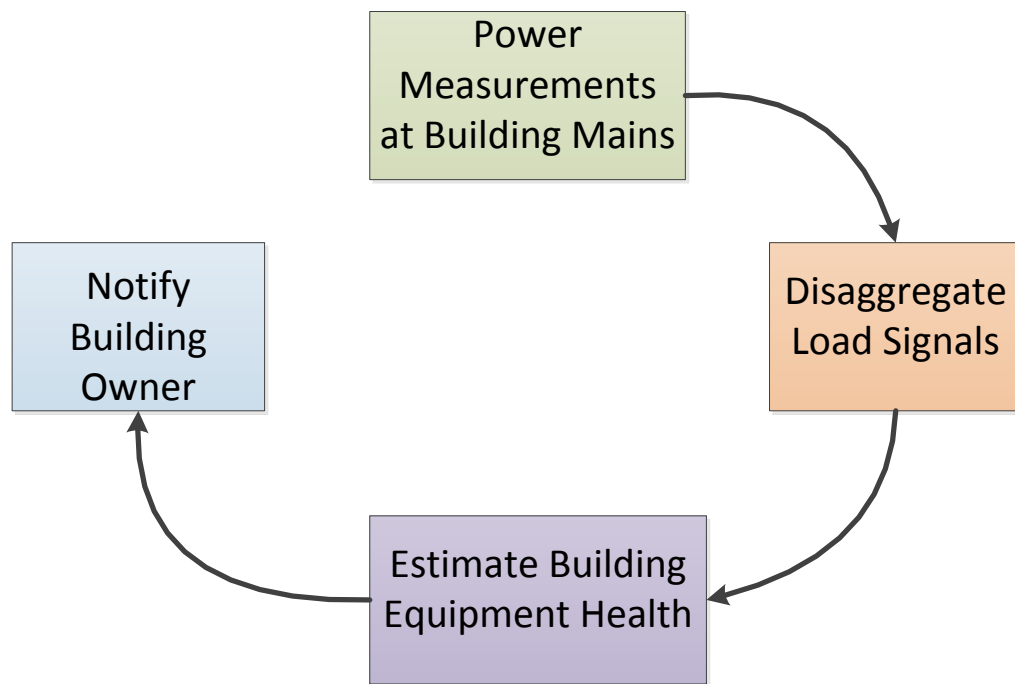 Power
Measurements
at Building Mains
Disaggregate
Load Signals
Estimate Building
Equipment Health
Notify
Building
Owner